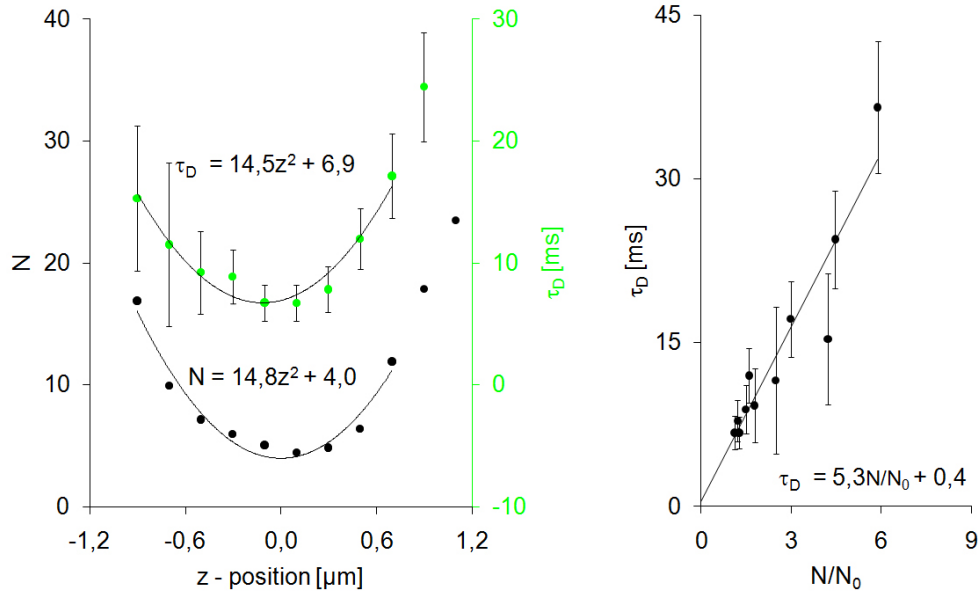 40
30
20
10
0
N
-1,2
-0,6
0,0
0,6
1,2
z - position [µm]
30
20
10
0
-10
τD [ms]
τD = 14,5z² + 6,9
N = 14,8z² + 4,0
45
30
15
0
τD [ms]
0
3
6
9
N/N₀
τD = 5,3N/N₀ + 0,4